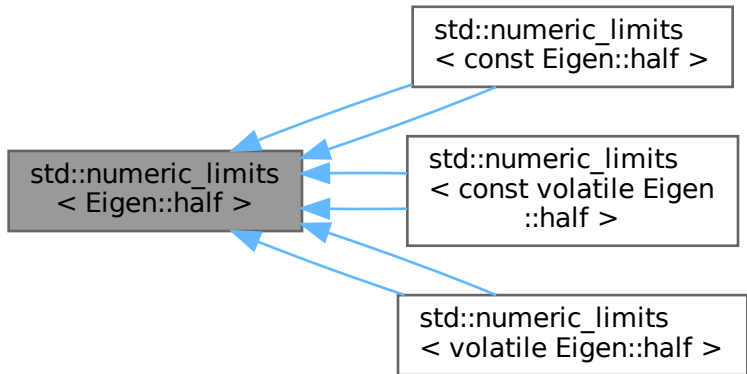 std::numeric_limits
< const Eigen::half >
std::numeric_limits
< Eigen::half >
std::numeric_limits
< const volatile Eigen
::half >
std::numeric_limits
< volatile Eigen::half >